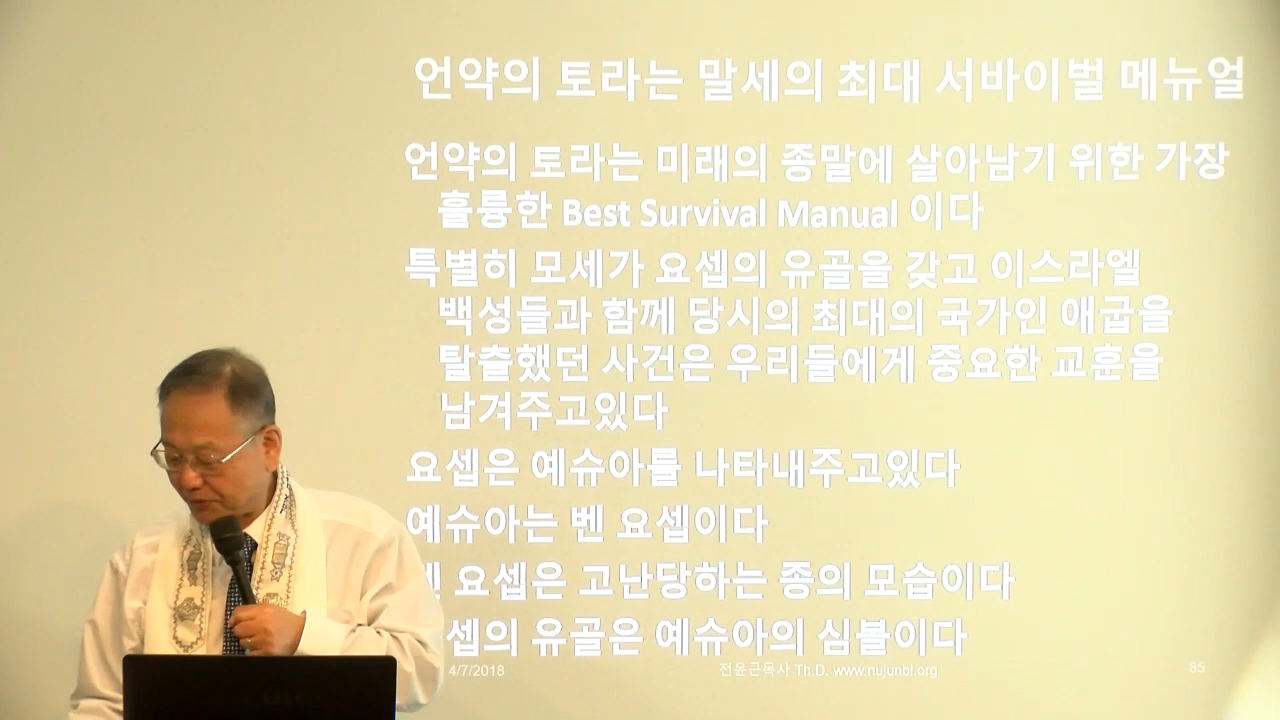 언약의 토라는 말세의 최대 서바이벌 메뉴얼
언약의 토라는 미래의 종말에 살아남기 위한 가장
훌륭한 Best Survival Manual 이다
특별히 모세가 요셉의 유골을 갖고 이스라엘
백성들과 함께 당시의 최대의 국가인 애굽을
탈출했던 사건은 우리들에게 중요한 교훈을
남겨주고있다
요셉은 예슈아를 나타내주고있다
예슈아는 벤 요셉이다
요셉은 고난당하는 종의 모습이다
셉의 유골은 예슈아의 심볼이다
4/7/2018 전윤근목사 Th.D. www.nujunbi.org 85